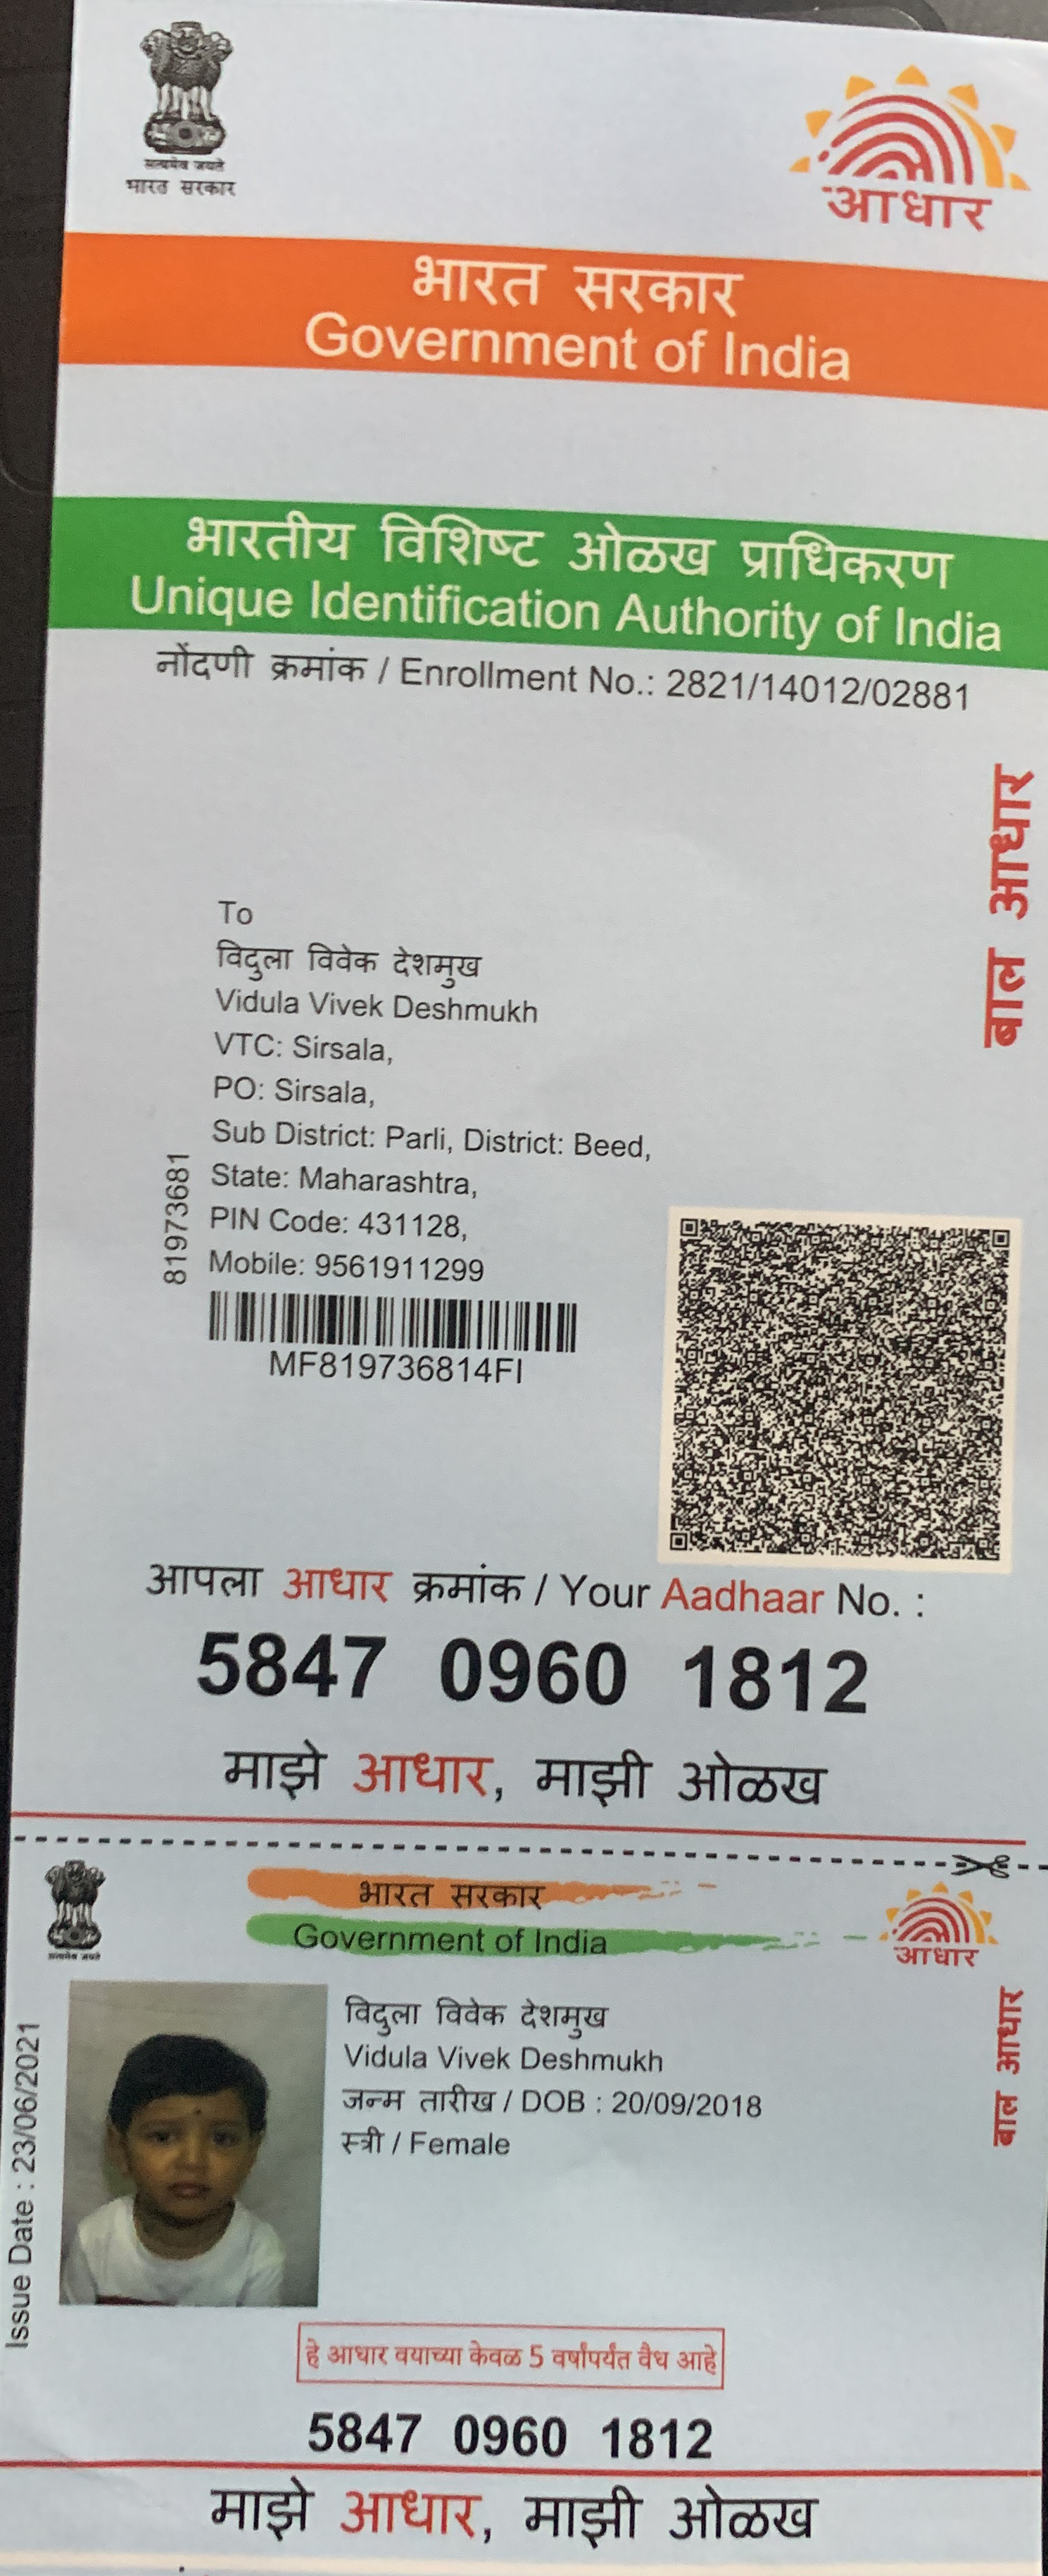 सत्यमेव जयते
भारत सरकार
आधार
भारत सरकार
Government of India
भारतीय विशिष्ट ओळख प्राधिकरण
Unique Identification Authority of India
नोंदणी क्रमांक / Enrollment No.: 2821/14012/02881
बाल आधार
To
विदुला विवेक देशमुख
Vidula Vivek Deshmukh
VTC: Sirsala,
PO: Sirsala,
Sub District: Parli, District: Beed,
State: Maharashtra,
PIN Code: 431128,
Mobile: 9561911299
81973681
MF819736814FI
आपला आधार क्रमांक / Your Aadhaar No. :
5847 0960 1812
माझे आधार, माझी ओळख
सत्यमेव जयते
भारत सरकार
Government of India
आधार
Issue Date : 23/06/2021
विदुला विवेक देशमुख
Vidula Vivek Deshmukh
जन्म तारीख / DOB : 20/09/2018
स्त्री / Female
बाल आधार
हे आधार वयाच्या केवळ 5 वर्षांपर्यंत वैध आहे
5847 0960 1812
माझे आधार, माझी ओळख